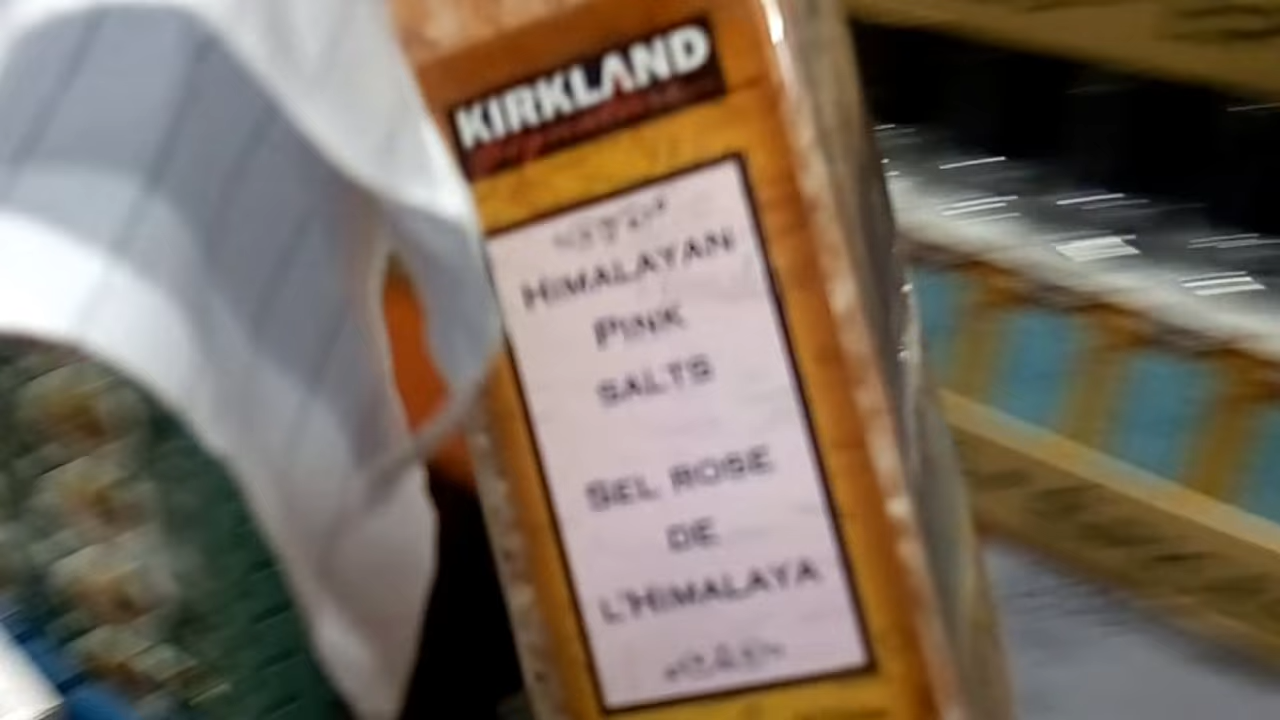 KIRKLAND
HIMALAYAN
PINK
SALTS
SEL ROSE
DE
L'HIMALAYA